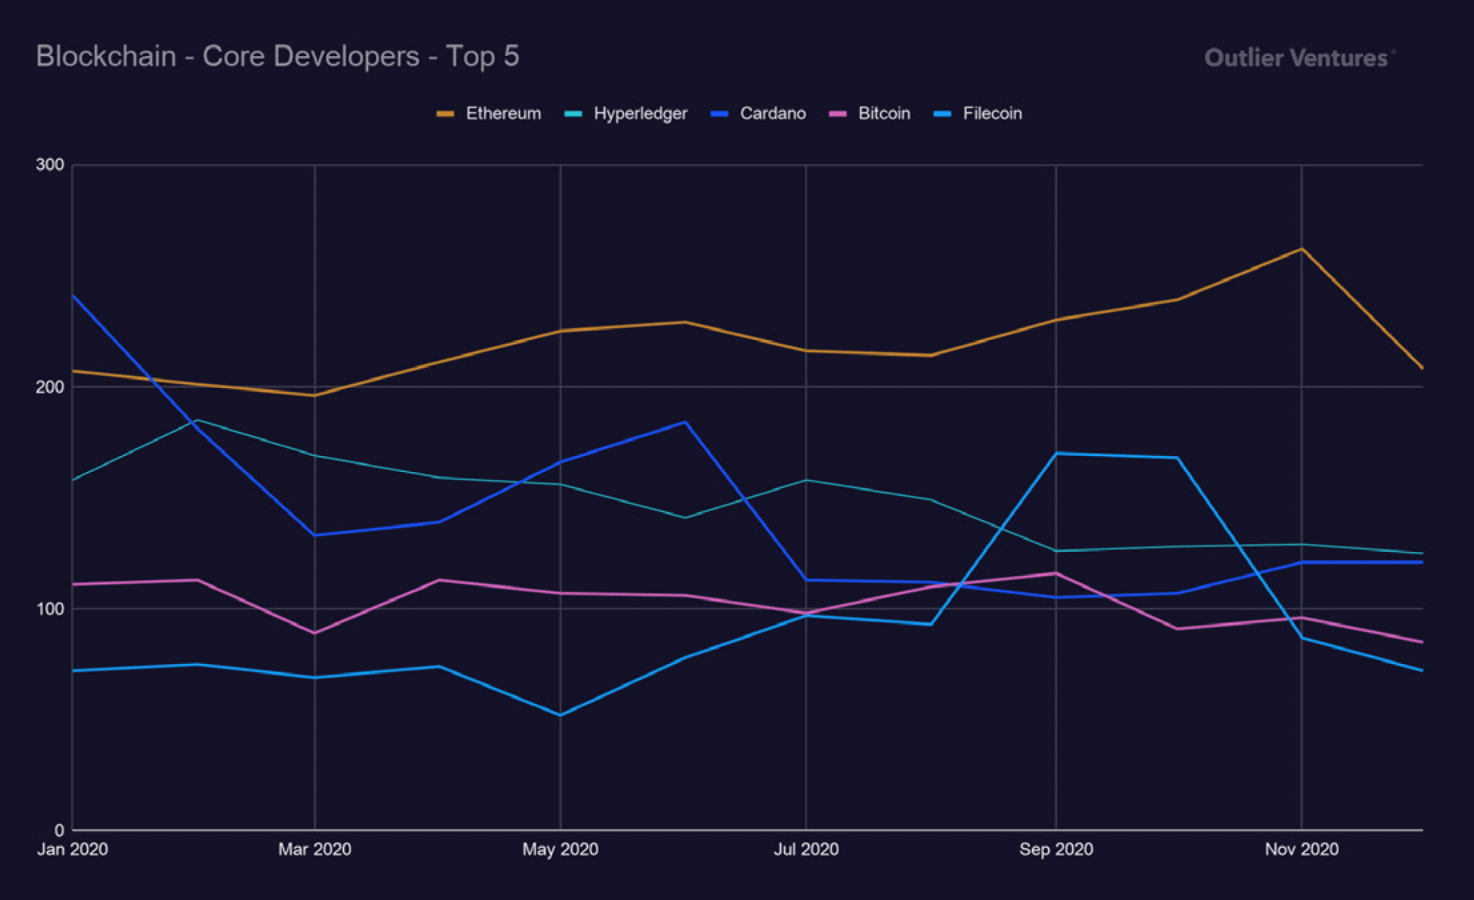 Blockchain - Core Developers - Top 5
Outlier Ventures
Ethereum Hyperledger Cardano Bitcoin Filecoin
300
200
100
0
Jan 2020 Mar 2020 May 2020 Jul 2020 Sep 2020 Nov 2020